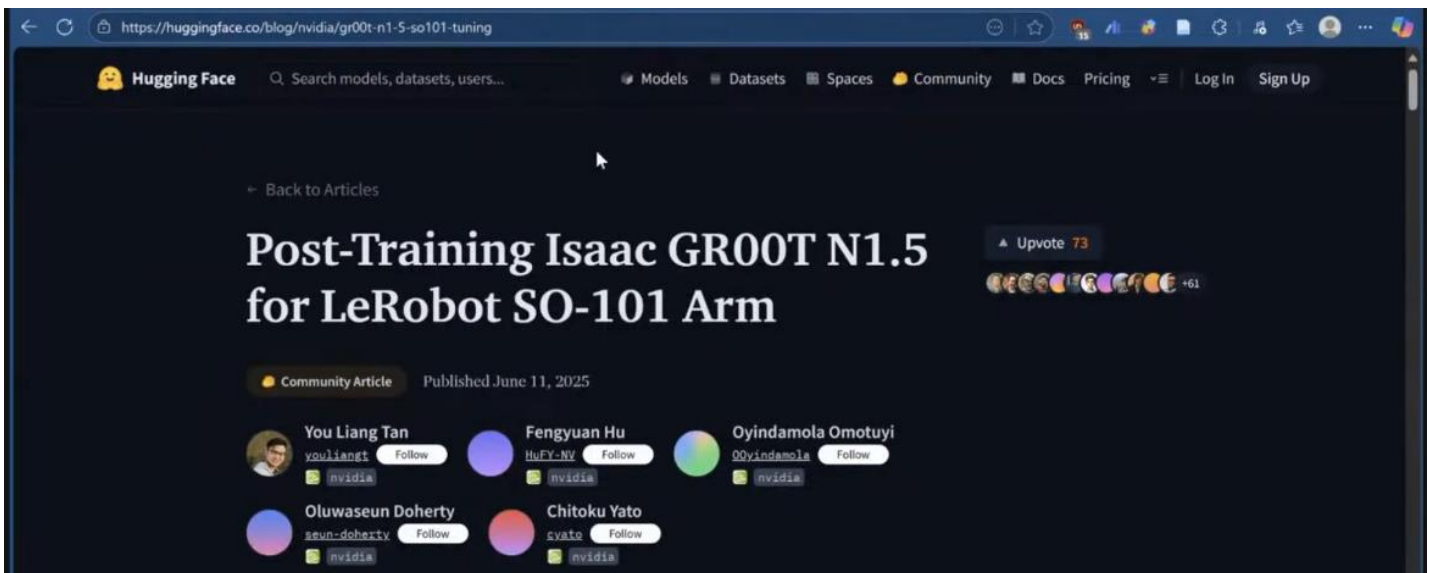 https://huggingface.co/blog/nvidia/gr00t-n1-5-so101-tuning
15
Hugging Face
Search models, datasets, users...
Models
Datasets
Spaces
Community
Docs
Pricing
Log In
Sign Up
← Back to Articles
Post-Training Isaac GR00T N1.5
for LeRobot SO-101 Arm
Upvote 73
+61
Community Article
Published June 11, 2025
You Liang Tan
youliangt Follow
nvidia
Fengyuan Hu
HuFY-NV Follow
nvidia
Oyindamola Omotuyi
OOyindamola Follow
nvidia
Oluwaseun Doherty
seun-doherty Follow
nvidia
Chitoku Yato
cyato Follow
nvidia